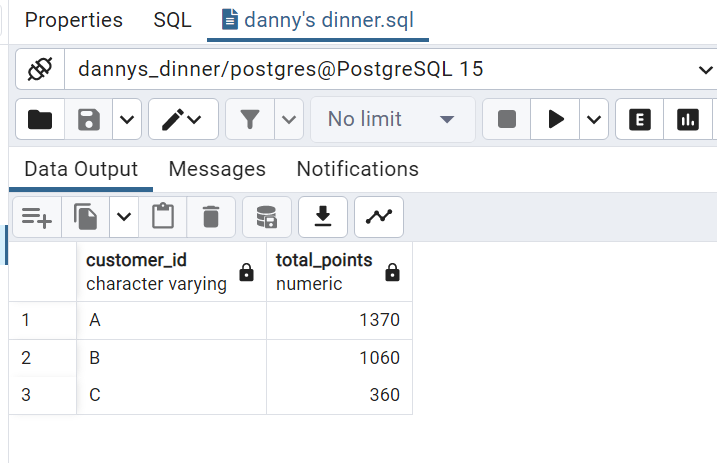 Properties SQL danny's dinner.sql
dannys_dinner/postgres@PostgreSQL 15
No limit E
Data Output Messages Notifications
customer_id total_points
character varying numeric
1 A 1370
2 B 1060
3 C 360